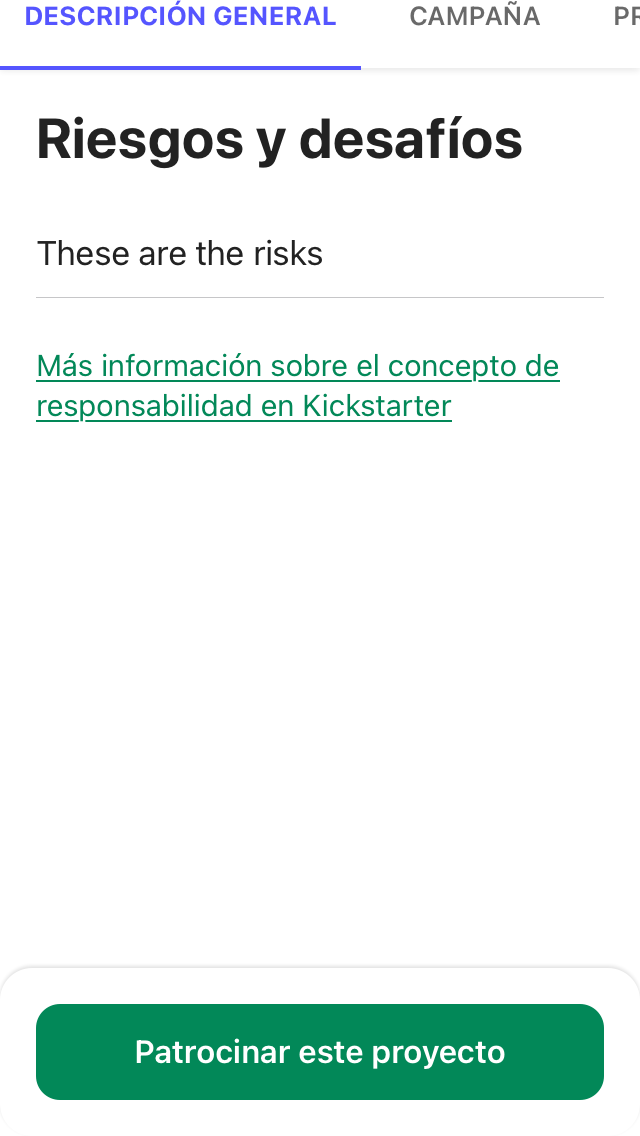 DESCRIPCIÓN GENERAL CAMPAÑA PR
Riesgos y desafíos
These are the risks
Más información sobre el concepto de
responsabilidad en Kickstarter
Patrocinar este proyecto